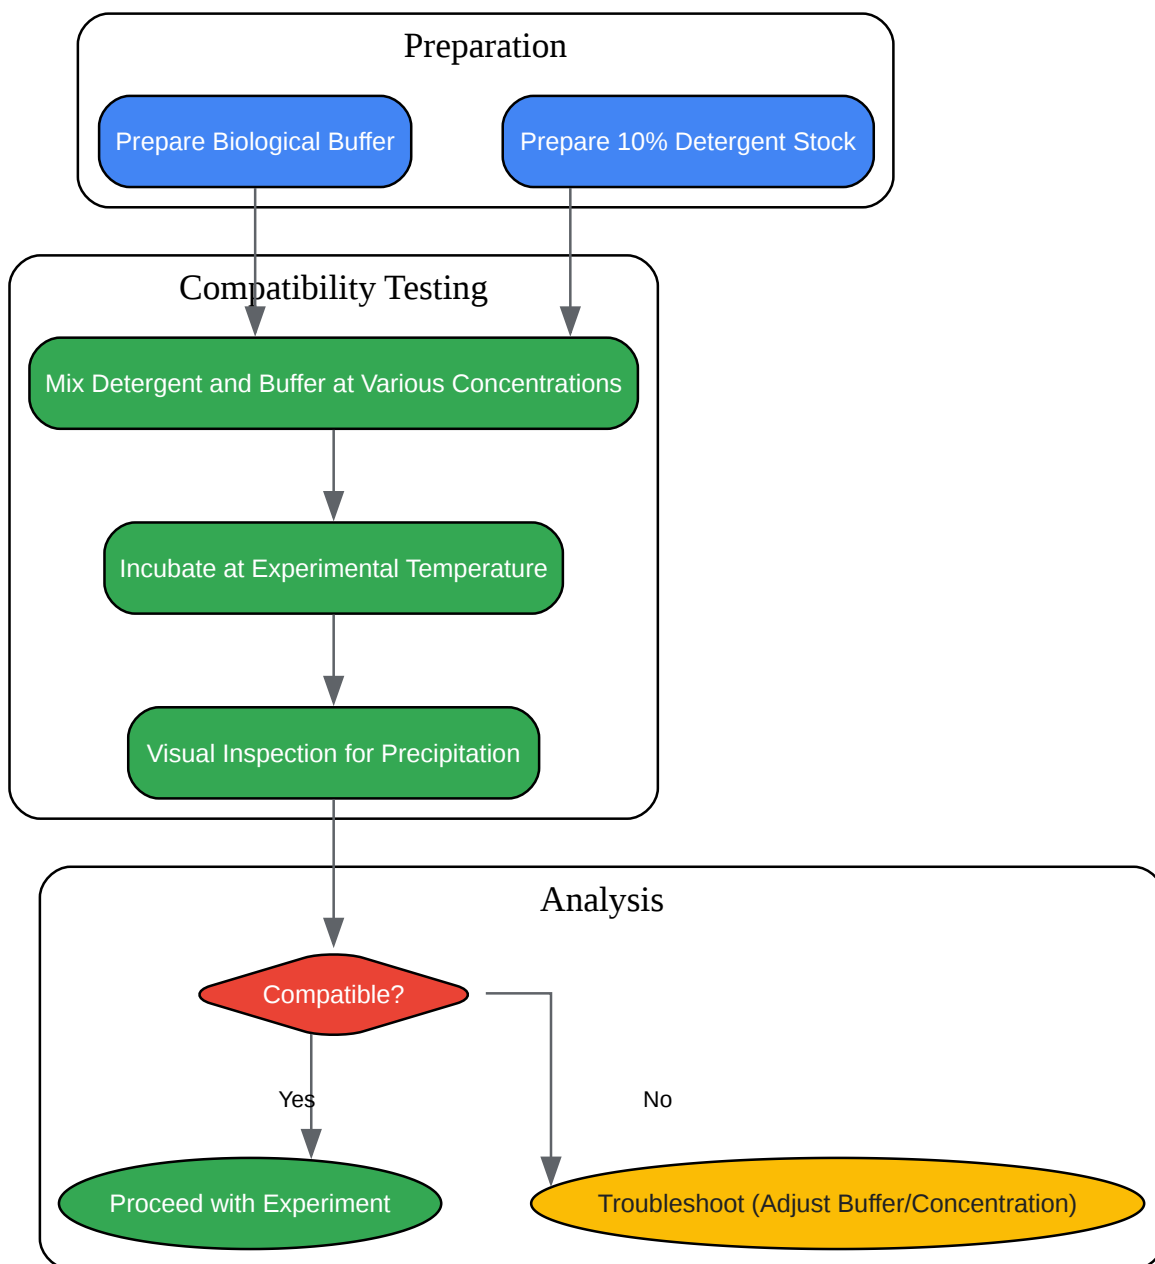 Preparation
Prepare Biological Buffer
Prepare 10% Detergent Stock
Compatibility Testing
Mix Detergent and Buffer at Various Concentrations
Incubate at Experimental Temperature
Visual Inspection for Precipitation
Analysis
Compatible?
Yes
No
Proceed with Experiment
Troubleshoot (Adjust Buffer/Concentration)